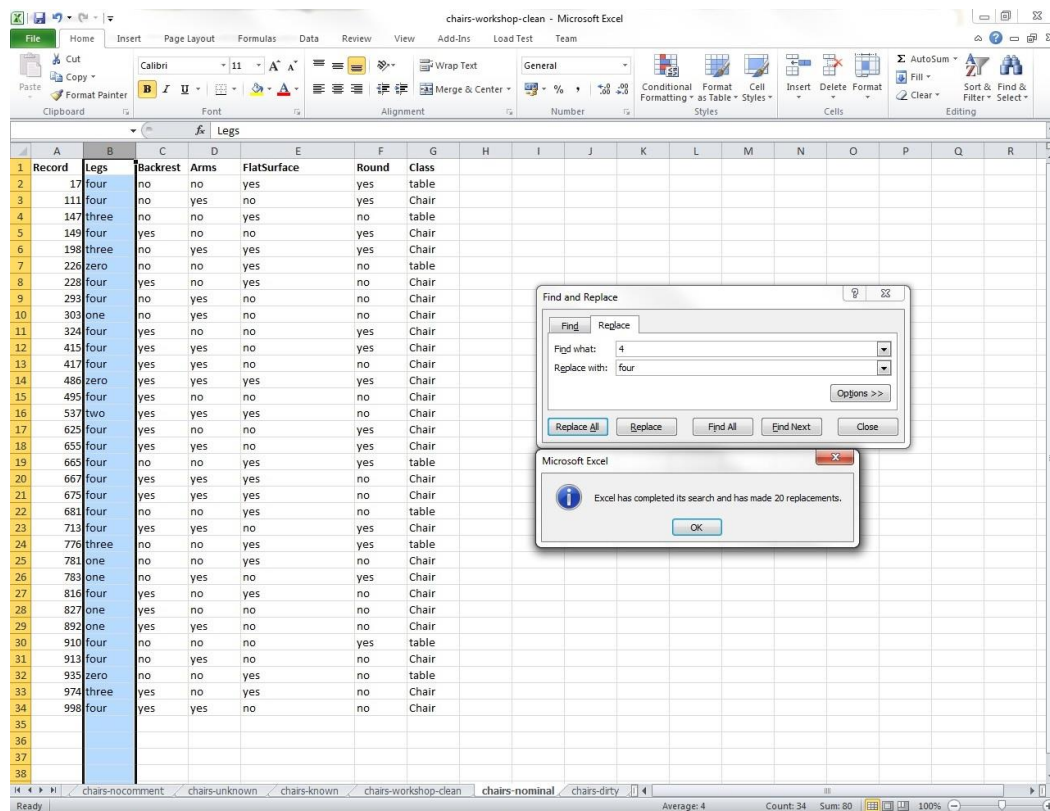 chairs-workshop-clean - Microsoft Excel
File Home Insert Page Layout Formulas Data Review View Add-Ins Load Test Team
Paste
Cut
Copy
Format Painter
Clipboard
Calibri 11 A A
B I U A
Font
Wrap Text
Merge & Center
Alignment
General
% , .0 .00 .00 .0
Number
Conditional Formatting
Format as Table
Cell Styles
Styles
Insert Delete Format
Cells
AutoSum
Fill
Clear
Sort & Filter
Find & Select
Editing
fx Legs
A B C D E F G H I J K L M N O P Q R
1 Record Legs Backrest Arms FlatSurface Round Class
2 17 four no no yes yes table
3 111 four no yes no yes Chair
4 147 three no no yes no table
5 149 four yes no no yes Chair
6 198 three no yes yes yes Chair
7 226 zero no no yes no table
8 228 four yes no yes no Chair
9 293 four no yes no no Chair
10 303 one no yes no no Chair
11 324 four yes no no yes Chair
12 415 four yes yes no yes Chair
13 417 four yes yes no no Chair
14 486 zero yes yes yes yes Chair
15 495 four yes no yes no Chair
16 537 two yes yes yes no Chair
17 625 four yes no no yes Chair
18 655 four yes yes no yes Chair
19 665 four no no yes yes table
20 667 four yes yes yes yes Chair
21 675 four yes yes yes no Chair
22 681 four no no yes no table
23 713 four yes yes no yes Chair
24 776 three no no yes yes table
25 781 one no no yes no Chair
26 783 one no yes no yes Chair
27 816 four yes no yes no Chair
28 827 one yes no no no Chair
29 892 one yes yes no no Chair
30 910 four no no no yes table
31 913 four no yes no no Chair
32 935 zero no no yes no table
33 974 three yes no yes no Chair
34 998 four yes yes no no Chair
35
36
37
38
Find and Replace
Find Replace
Find what: 4
Replace with: four
Options >>
Replace All Replace Find All Find Next Close
Microsoft Excel
Excel has completed its search and has made 20 replacements.
OK
chairs-nocomment chairs-unknown chairs-known chairs-workshop-clean chairs-nominal chairs-dirty
Ready Average: 4 Count: 34 Sum: 80 100%